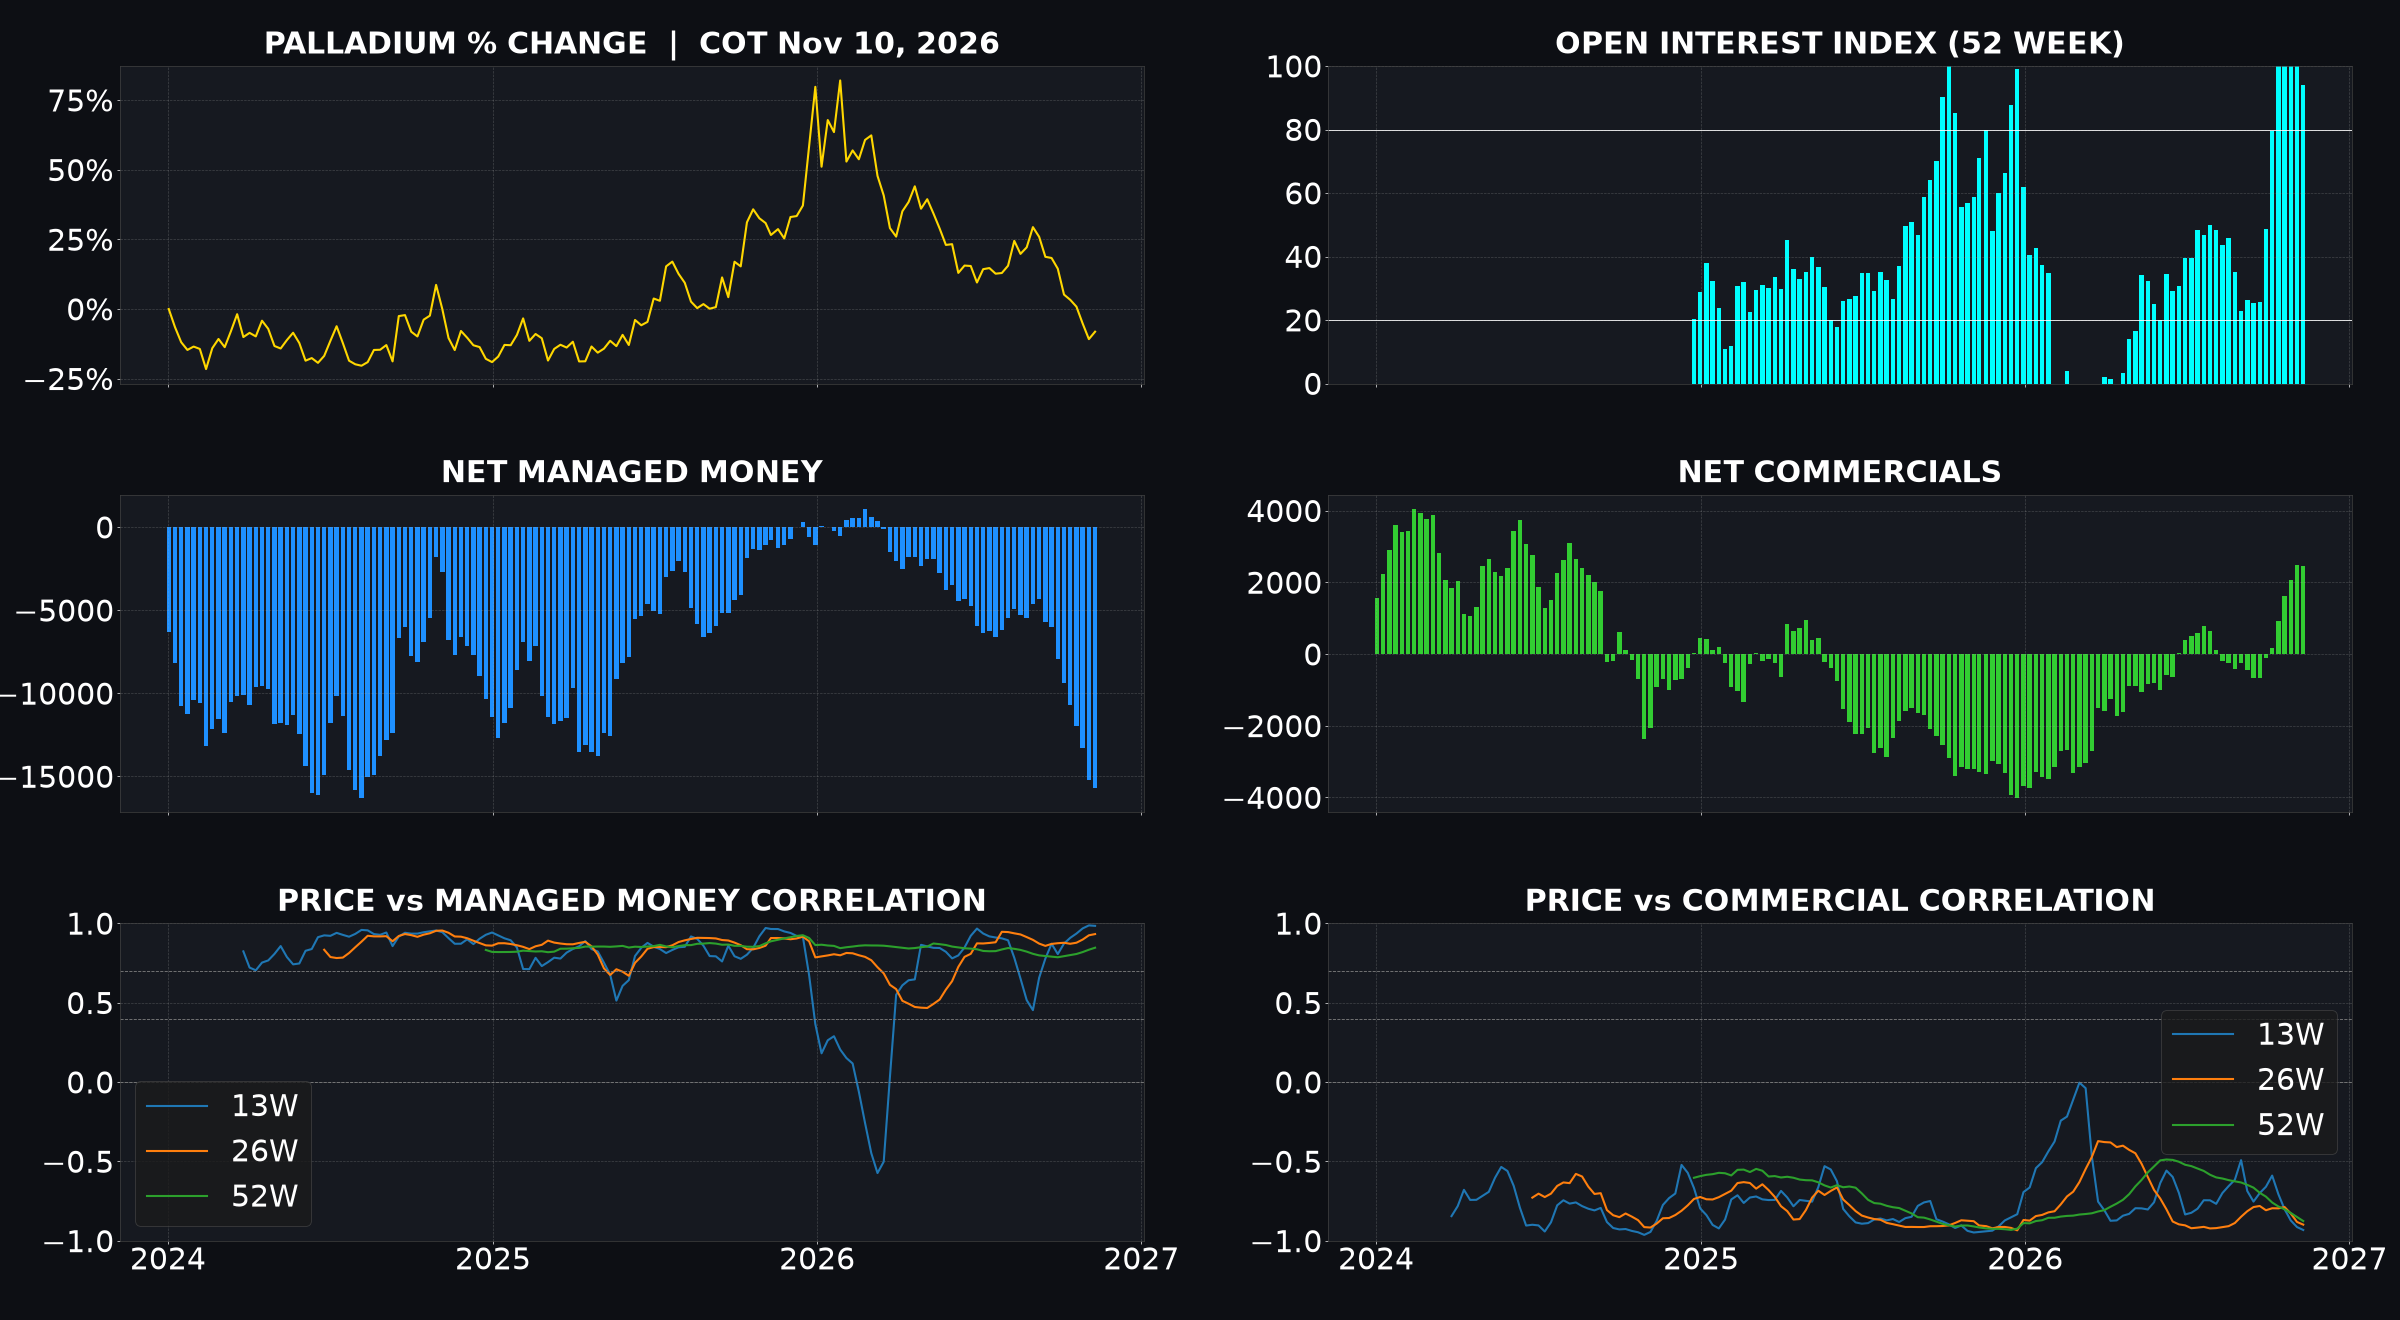 PALLADIUM % CHANGE | COT Nov 10, 2026
75%
50%
25%
0%
−25%
OPEN INTEREST INDEX (52 WEEK)
100
80
60
40
20
0
NET MANAGED MONEY
0
−5000
−10000
−15000
NET COMMERCIALS
4000
2000
0
−2000
−4000
PRICE vs MANAGED MONEY CORRELATION
1.0
0.5
0.0
−0.5
−1.0
13W
26W
52W
2024 2025 2026 2027
PRICE vs COMMERCIAL CORRELATION
1.0
0.5
0.0
−0.5
−1.0
13W
26W
52W
2024 2025 2026 2027